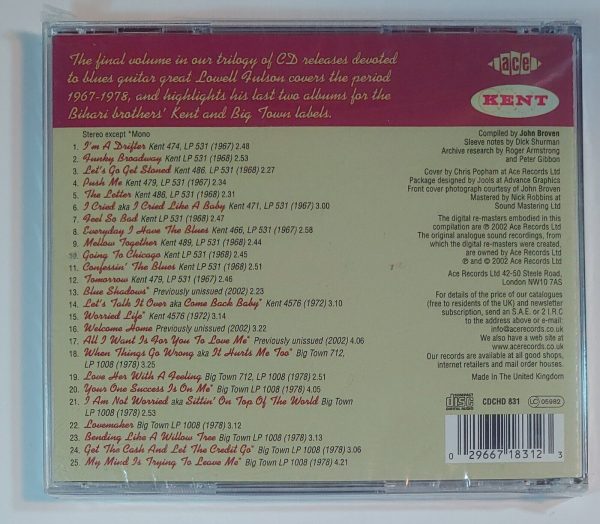 The final volume in our trilogy of CD releases devoted
to blues guitar great Lowell Fulson covers the period
1967-1978, and highlights his last two albums for the
Bihari brothers' Kent and Big Town labels.
ace
KENT
Stereo except *Mono
1. I'm A Drifter Kent 474, LP 531 (1967) 2.48
2. Funky Broadway Kent LP 531 (1968) 2.53
3. Let's Go Get Stoned Kent 486, LP 531 (1968) 2.27
4. Push Me Kent 479, LP 531 (1967) 2.34
5. The Letter Kent 486, LP 531 (1968) 2.31
6. I Cried aka I Cried Like A Baby Kent 471, LP 531 (1967) 3.00
7. Feel So Bad Kent LP 531 (1968) 2.47
8. Everyday I Have The Blues Kent 466, LP 531 (1967) 2.58
9. Mellow Together Kent 489, LP 531 (1968) 2.44
10. Going To Chicago Kent LP 531 (1968) 2.45
11. Confessin' The Blues Kent LP 531 (1968) 2.51
12. Tomorrow Kent 479, LP 531 (1968) 2.46
13. Blue Shadows* Previously unissued (2002) 2.23
14. Let's Talk It Over aka Come Back Baby* Kent 4576 (1972) 3.10
15. Worried Life* Kent 4576 (1972) 3.14
16. Welcome Home Previously unissued (2002) 3.22
17. All I Want Is For You To Love Me* Previously unissued (2002) 4.06
18. When Things Go Wrong aka It Hurts Me Too* Big Town 712,
LP 1008 (1978) 3.25
19. Love Her With A Feeling Big Town 712, LP 1008 (1978) 2.51
20. Your One Success Is On Me* Big Town LP 1008 (1978) 4.05
21. I Am Not Worried aka Sittin' On Top Of The World Big Town
LP 1008 (1978) 2.53
22. Lovemaker Big Town LP 1008 (1978) 3.12
23. Bending Like A Willow Tree Big Town LP 1008 (1978) 3.13
24. Get The Cash And Let The Credit Go* Big Town LP 1008 (1978) 3.06
25. My Mind Is Trying To Leave Me* Big Town LP 1008 (1978) 4.21
Compiled by John Broven
Sleeve notes by Dick Shurman
Archive research by Roger Armstrong
and Peter Gibbon
Cover by Chris Popham at Ace Records Ltd
Package designed by Jools at Advance Graphics
Front cover photograph courtesy of John Broven
Mastered by Nick Robbins at
Sound Mastering Ltd
The digital re-masters embodied in this
compilation are ℗ 2002 Ace Records Ltd
The original analogue sound recordings, from
which the digital re-masters were created,
are owned by Ace Records Ltd
℗ and © 2002 Ace Records Ltd
Ace Records Ltd 42-50 Steele Road,
London NW10 7AS
For details of the price of our catalogues
(free to residents of the UK) and newsletter
subscription, send an S.A.E. or 2 I.R.C
to the address above or e-mail:
info@acerecords.co.uk
We also have a web site at
www.acerecords.co.uk
Ace Records are available at all good shops,
internet retailers and mail order houses.
Made In The United Kingdom
COMPACT
disc
DIGITAL AUDIO
CDCHD 831
LC 05982
0 29667 18312 3